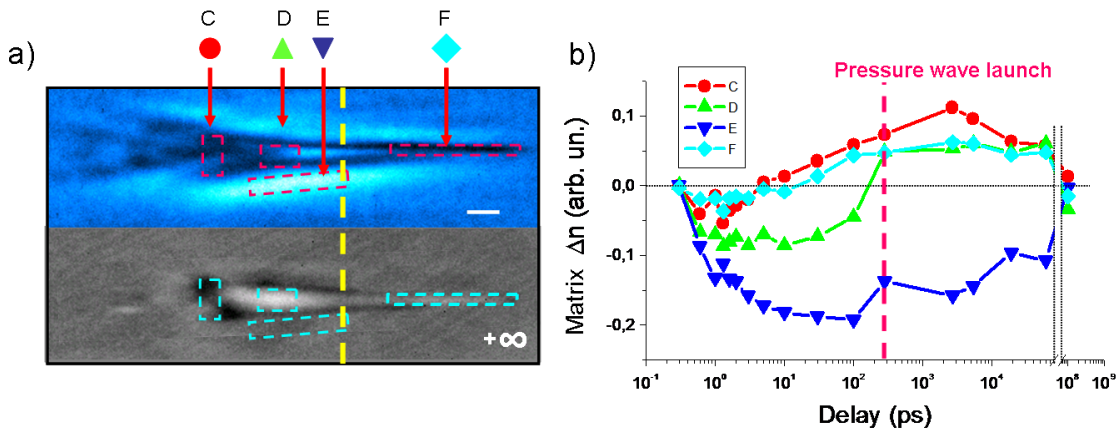 a)
C D E F
+∞
b)
Pressure wave launch
C
D
E
F
Matrix Δn (arb. un.)
0,1
0,0
-0,1
-0,2
10⁻¹ 10⁰ 10¹ 10² 10³ 10⁴ 10⁵ 10⁸ 10⁹
Delay (ps)